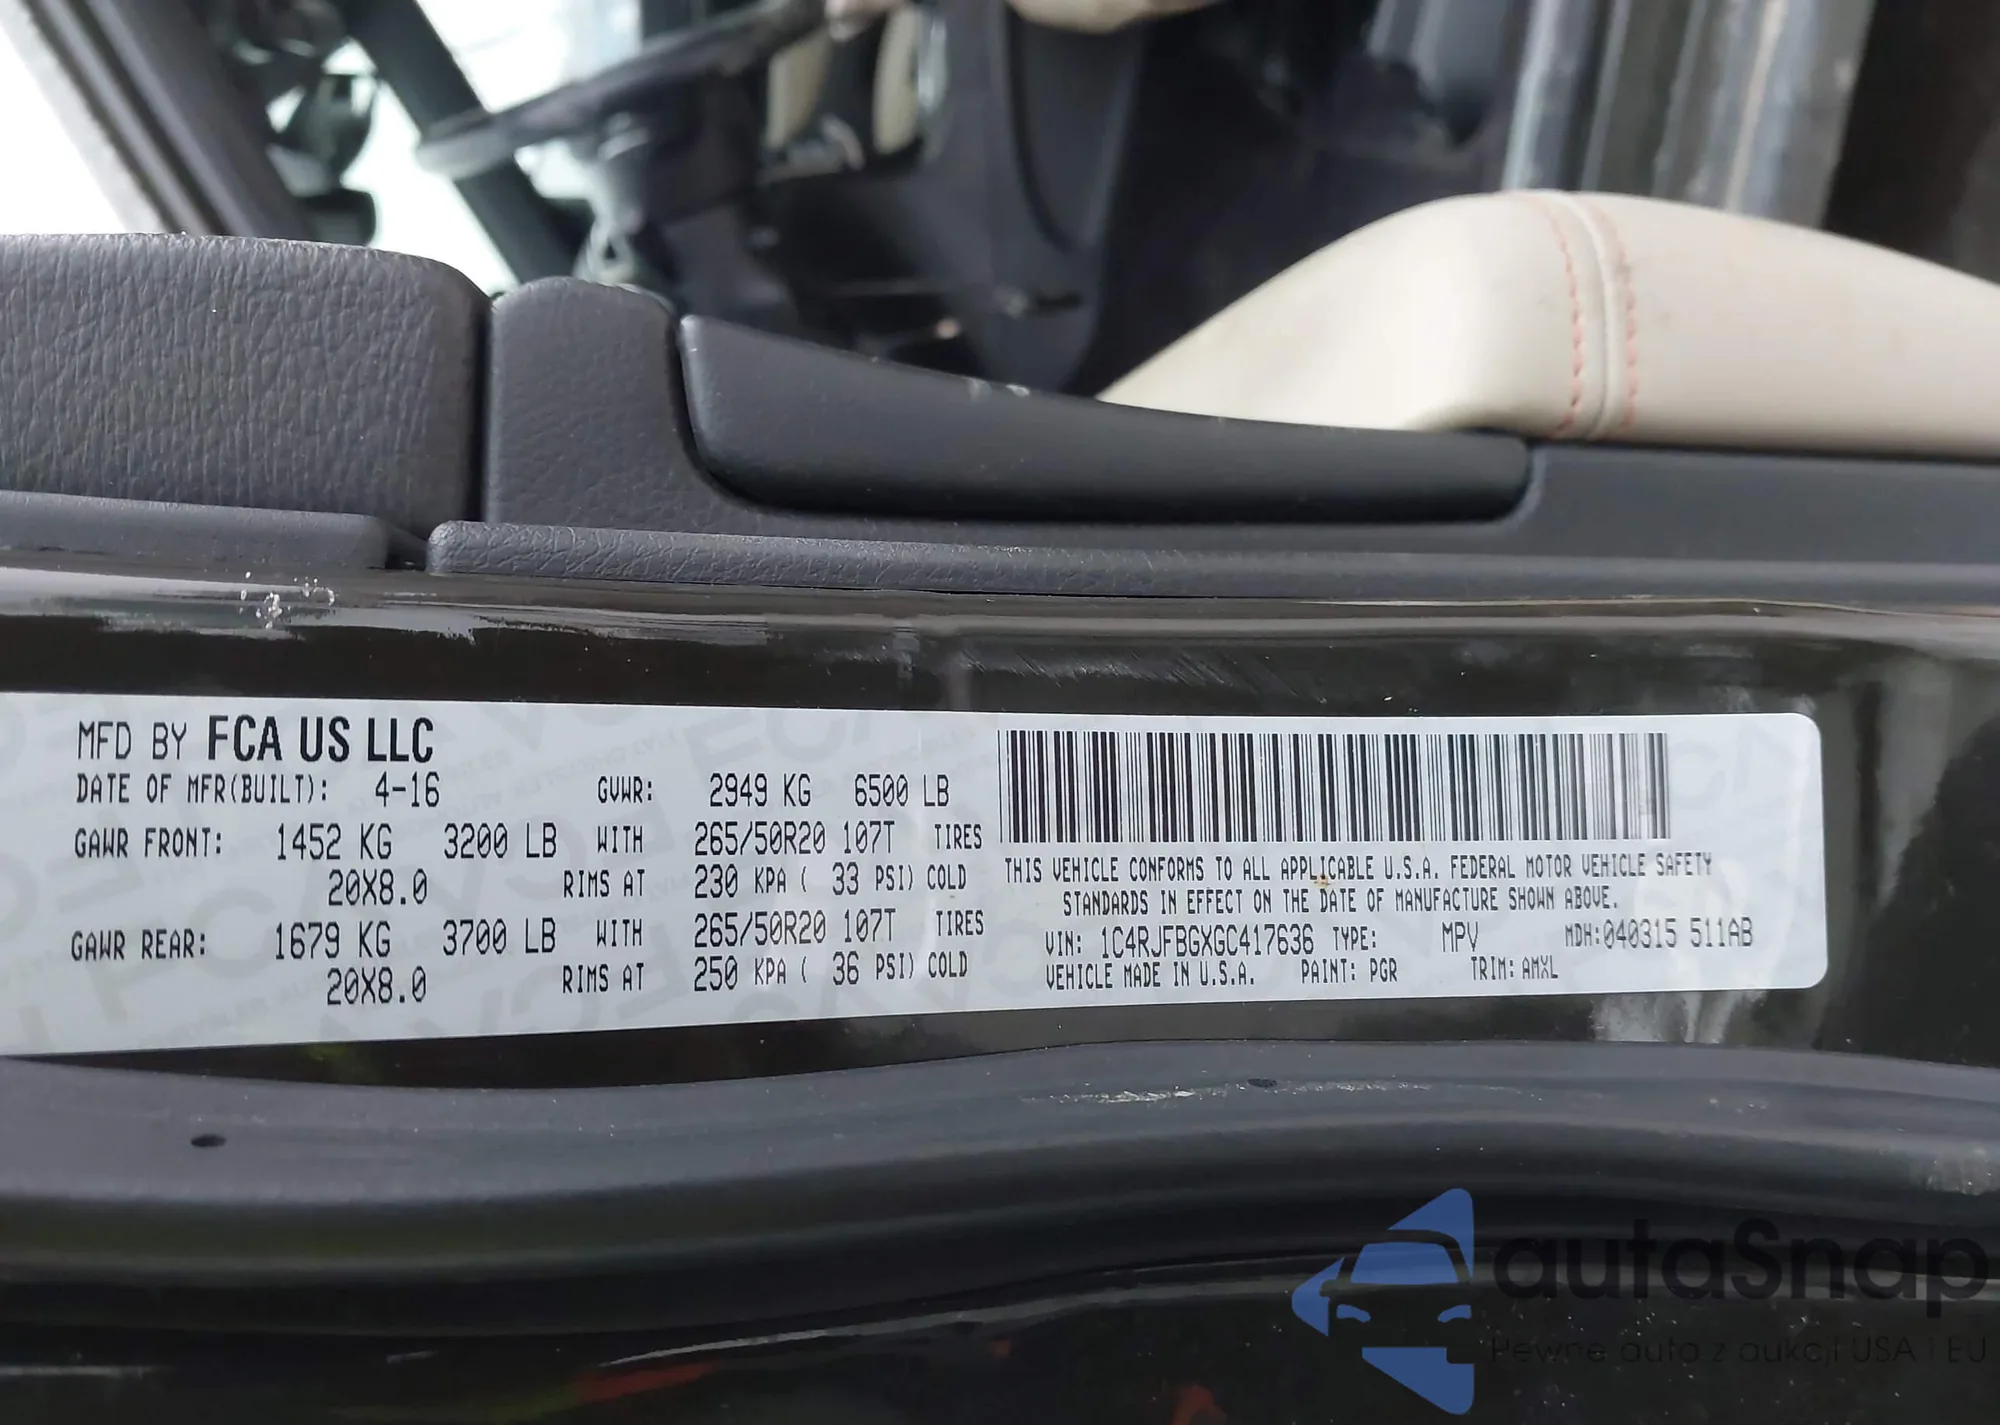 MFD BY FCA US LLC
DATE OF MFR(BUILT): 4-16 GVWR: 2949 KG 6500 LB
GAWR FRONT: 1452 KG 3200 LB WITH 265/50R20 107T TIRES
20X8.0 RIMS AT 230 KPA ( 33 PSI) COLD
GAWR REAR: 1679 KG 3700 LB WITH 265/50R20 107T TIRES
20X8.0 RIMS AT 250 KPA ( 36 PSI) COLD
THIS VEHICLE CONFORMS TO ALL APPLICABLE U.S.A. FEDERAL MOTOR VEHICLE SAFETY
STANDARDS IN EFFECT ON THE DATE OF MANUFACTURE SHOWN ABOVE.
VIN: 1C4RJFBGXGC417636 TYPE: MPV MDH:040315 511AB
VEHICLE MADE IN U.S.A. PAINT: PGR TRIM: AMXL
autaSnap
Pewne auta z aukcji USA i EU